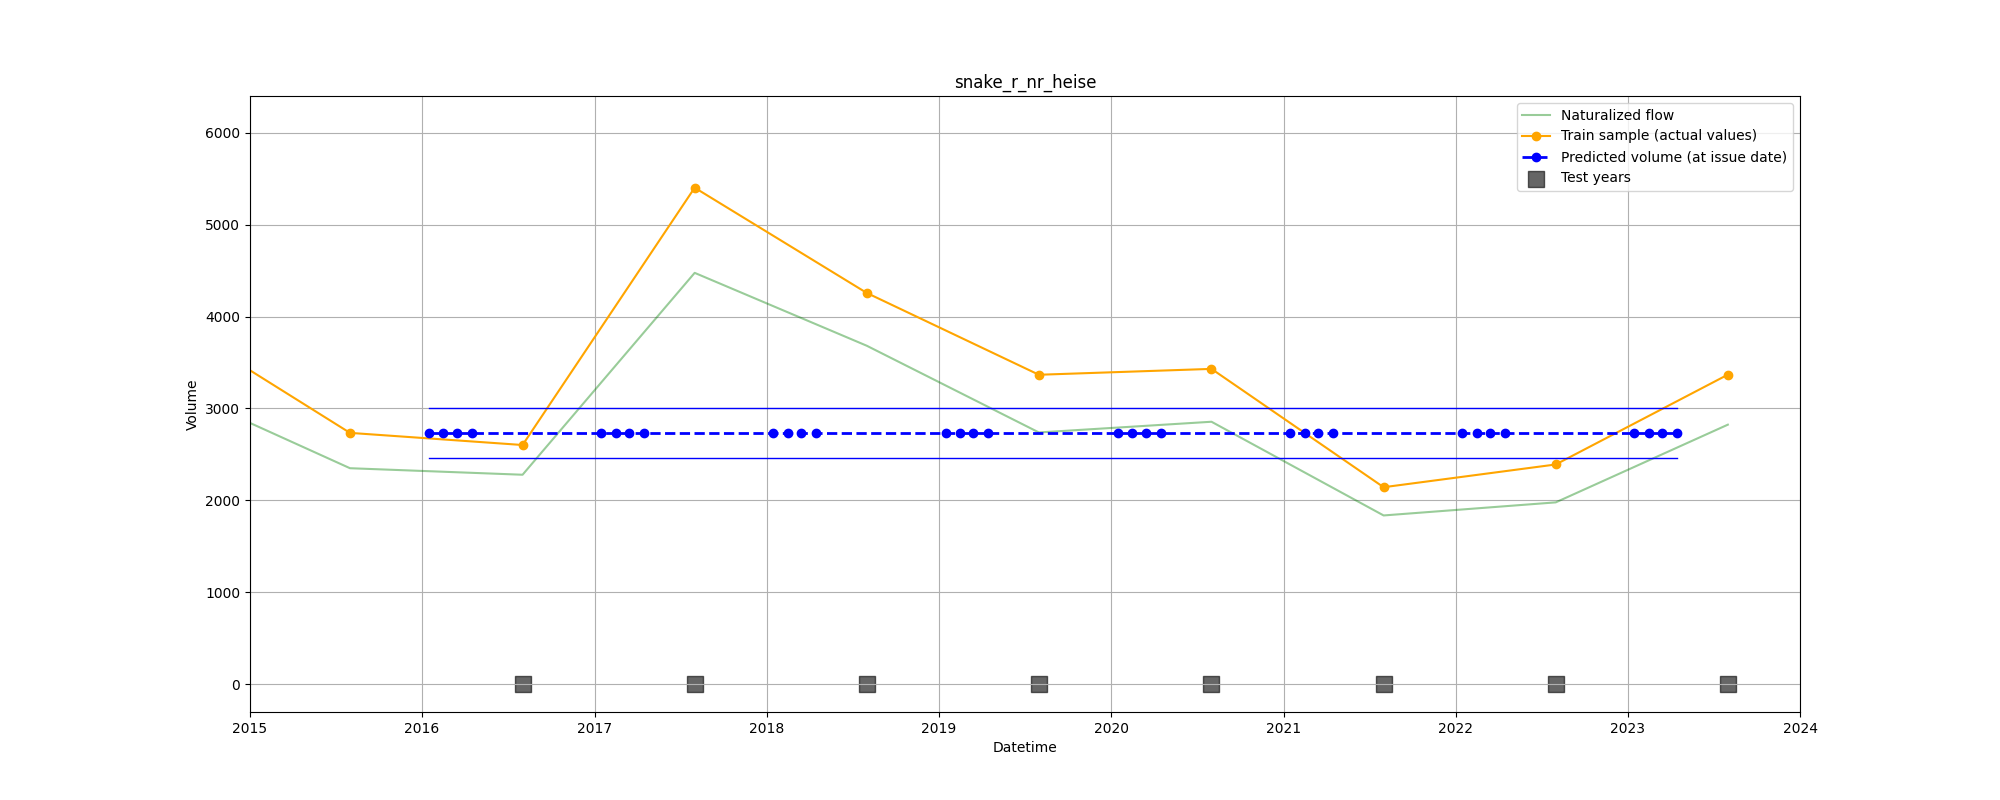 snake_r_nr_heise
Naturalized flow
Train sample (actual values)
Predicted volume (at issue date)
Test years
6000
5000
4000
3000
2000
1000
0
Volume
2015 2016 2017 2018 2019 2020 2021 2022 2023 2024
Datetime